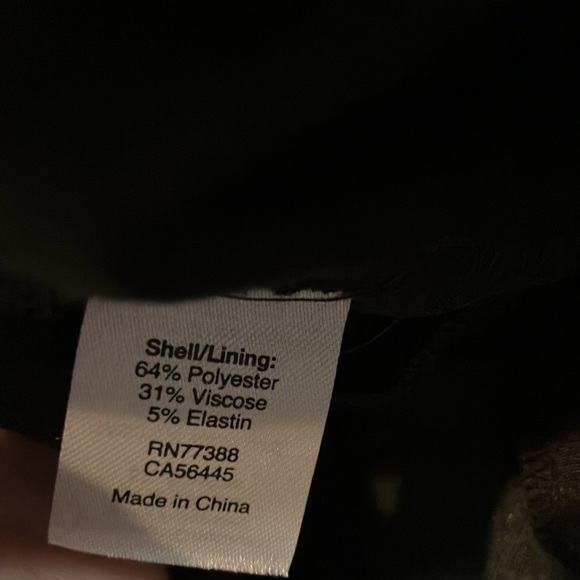 Shell/Lining:
64% Polyester
31% Viscose
5% Elastin
RN77388
CA56445
Made in China